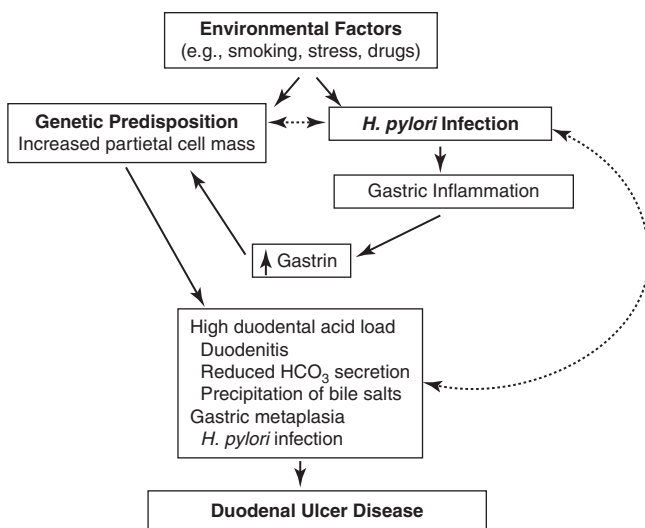 Environmental Factors
(e.g., smoking, stress, drugs)
Genetic Predisposition
Increased partietal cell mass
H. pylori Infection
Gastric Inflammation
Gastrin
High duodental acid load
Duodenitis
Reduced HCO₃ secretion
Precipitation of bile salts
Gastric metaplasia
H. pylori infection
Duodenal Ulcer Disease